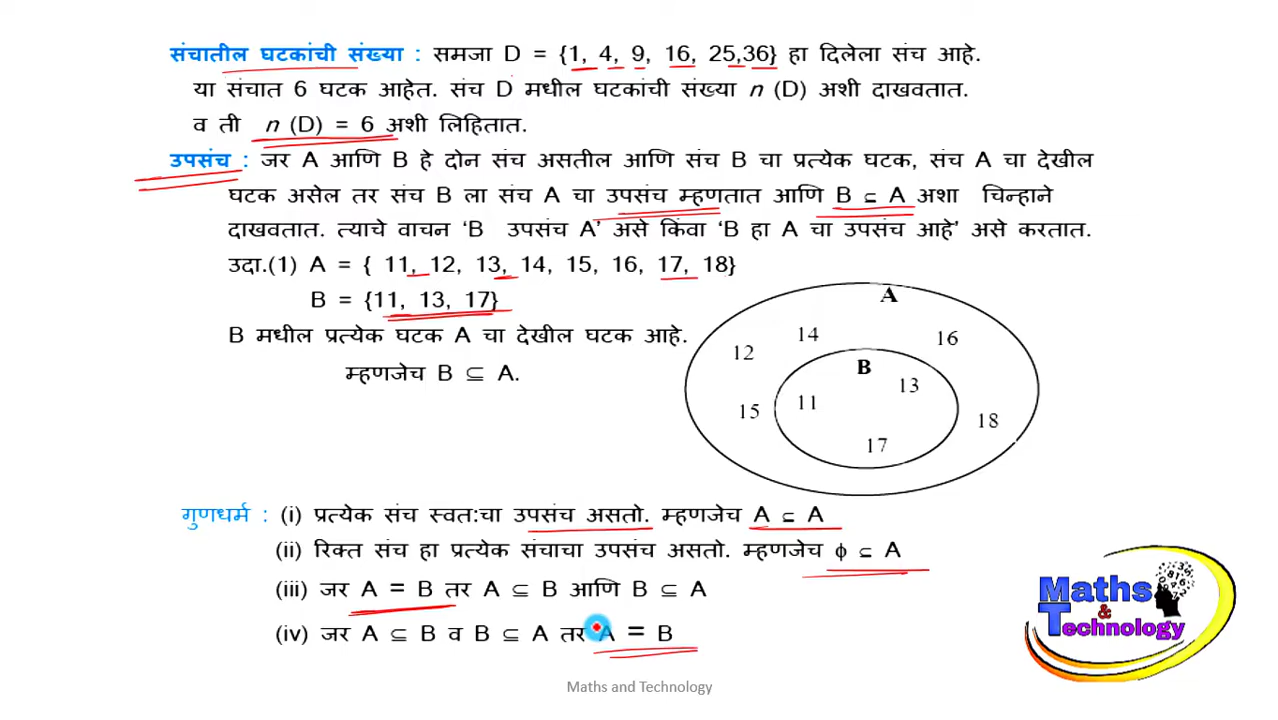 संचातील घटकांची संख्या : समजा D = {1, 4, 9, 16, 25,36} हा दिलेला संच आहे.
या संचात 6 घटक आहेत. संच D मधील घटकांची संख्या n (D) अशी दाखवतात.
व ती n (D) = 6 अशी लिहितात.
उपसंच : जर A आणि B हे दोन संच असतील आणि संच B चा प्रत्येक घटक, संच A चा देखील
घटक असेल तर संच B ला संच A चा उपसंच म्हणतात आणि B ⊆ A अशा चिन्हाने
दाखवतात. त्याचे वाचन ‘B उपसंच A’ असे किंवा ‘B हा A चा उपसंच आहे’ असे करतात.
उदा.(1) A = { 11, 12, 13, 14, 15, 16, 17, 18}
B = {11, 13, 17}
B मधील प्रत्येक घटक A चा देखील घटक आहे.
म्हणजेच B ⊆ A.
A
14
16
12
B
13
11
15
18
17
गुणधर्म : (i) प्रत्येक संच स्वत:चा उपसंच असतो. म्हणजेच A ⊆ A
(ii) रिक्त संच हा प्रत्येक संचाचा उपसंच असतो. म्हणजेच ϕ ⊆ A
(iii) जर A = B तर A ⊆ B आणि B ⊆ A
(iv) जर A ⊆ B व B ⊆ A तर A = B
Maths
&
Technology
Maths and Technology